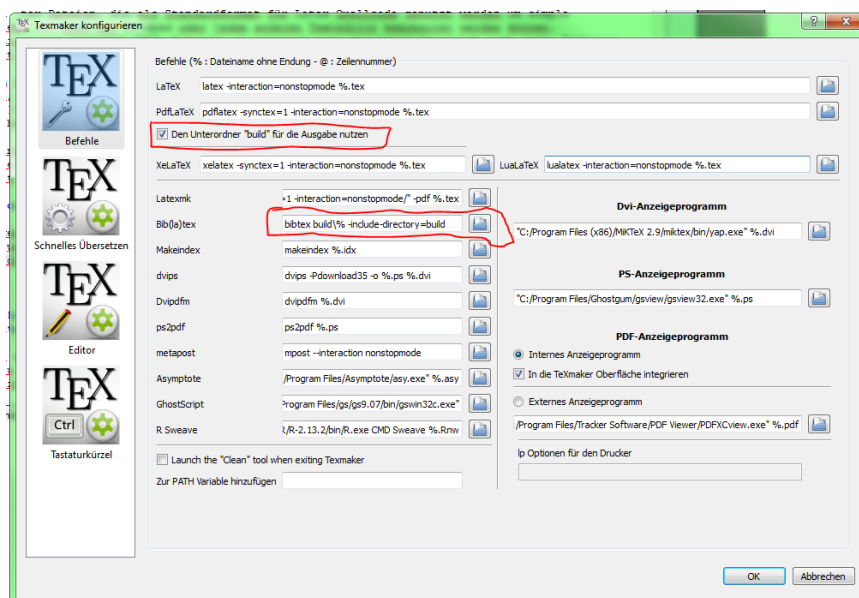 Texmaker konfigurieren
TEX
Befehle
TEX
Schnelles Übersetzen
TEX
Editor
TEX
Ctrl
Tastaturkürzel
Befehle (% : Dateiname ohne Endung - @ : Zeilennummer)
LaTeX latex -interaction=nonstopmode %.tex
PdfLaTeX pdflatex -synctex=1 -interaction=nonstopmode %.tex
Den Unterordner "build" für die Ausgabe nutzen
XeLaTeX xelatex -synctex=1 -interaction=nonstopmode %.tex LuaLaTeX lualatex -interaction=nonstopmode %.tex
Latexmk =1 -interaction=nonstopmode/" -pdf %.tex
Bib(la)tex bibtex build\% -include-directory=build
Makeindex makeindex %.idx
dvips dvips -Pdownload35 -o %.ps %.dvi
Dvipdfm dvipdfm %.dvi
ps2pdf ps2pdf %.ps
metapost mpost --interaction nonstopmode
Asymptote /Program Files/Asymptote/asy.exe" %.asy
GhostScript Program Files/gs/gs9.07/bin/gswin32c.exe"
R Sweave R/R-2.13.2/bin/R.exe CMD Sweave %.Rnw
Launch the "Clean" tool when exiting Texmaker
Zur PATH Variable hinzufügen
Dvi-Anzeigeprogramm
"C:/Program Files (x86)/MiKTeX 2.9/miktex/bin/yap.exe" %.dvi
PS-Anzeigeprogramm
"C:/Program Files/Ghostgum/gsview/gsview32.exe" %.ps
PDF-Anzeigeprogramm
Internes Anzeigeprogramm
In die TeXmaker Oberfläche integrieren
Externes Anzeigeprogramm
/Program Files/Tracker Software/PDF Viewer/PDFXCview.exe" %.pdf
lp Optionen für den Drucker
OK Abbrechen